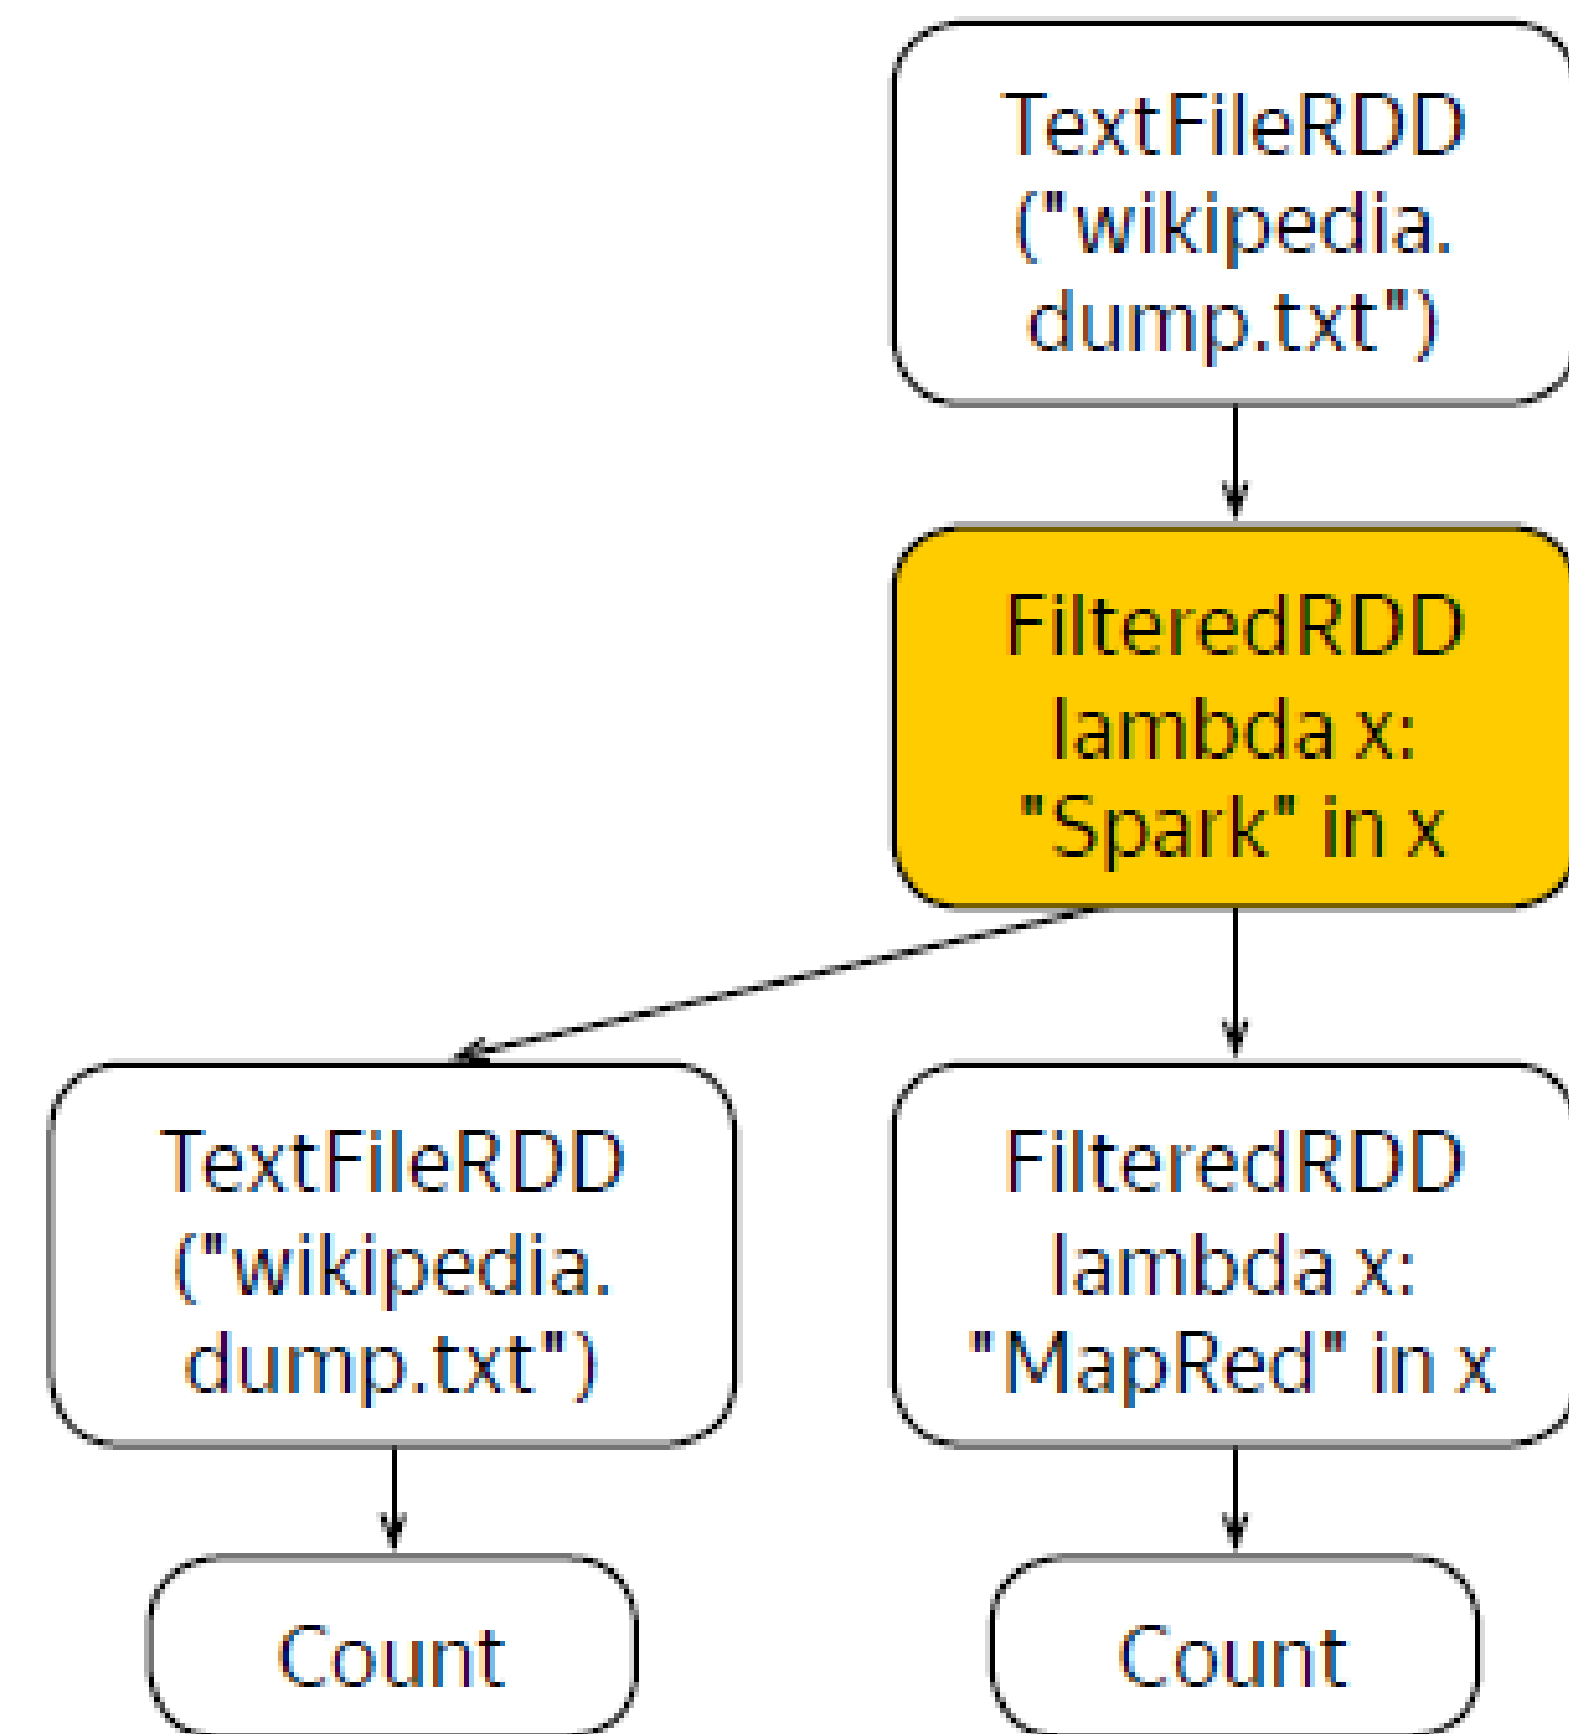 TextFileRDD
("wikipedia.
dump.txt")
FilteredRDD
lambda x:
"Spark" in x
TextFileRDD
("wikipedia.
dump.txt")
FilteredRDD
lambda x:
"MapRed" in x
Count
Count